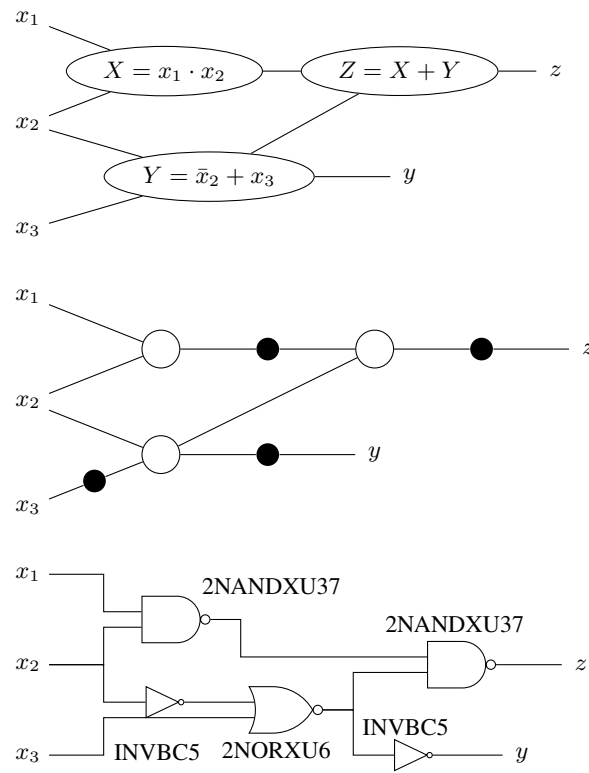 x₁
X = x₁ · x₂
Z = X + Y
z
x₂
Y = x̄₂ + x₃
y
x₃
x₁
z
x₂
y
x₃
x₁
2NANDXU37
2NANDXU37
x₂
z
INVBC5
x₃
INVBC5
2NORXU6
y